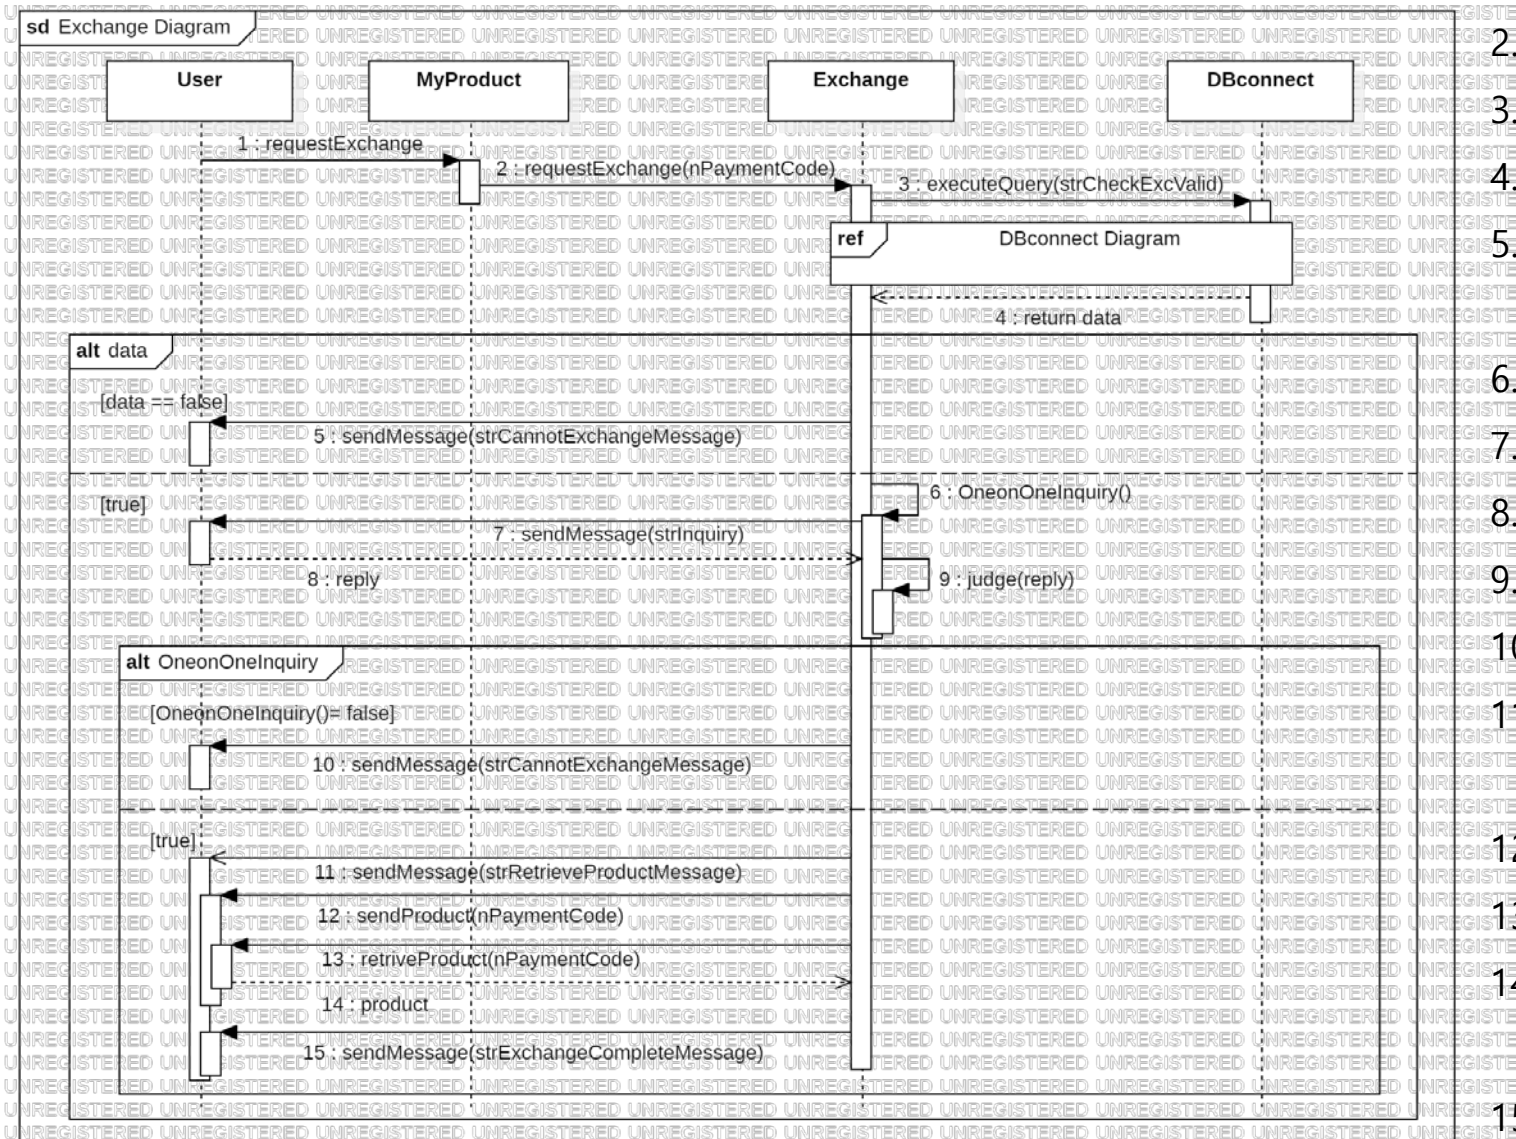 sd Exchange Diagram
User
MyProduct
Exchange
DBconnect
1 : requestExchange
2 : requestExchange(nPaymentCode)
3 : executeQuery(strCheckExcValid)
ref
DBconnect Diagram
4 : return data
alt data
[data == false]
5 : sendMessage(strCannotExchangeMessage)
[true]
6 : OneonOneInquiry()
7 : sendMessage(strInquiry)
8 : reply
9 : judge(reply)
alt OneonOneInquiry
[OneonOneInquiry()= false]
10 : sendMessage(strCannotExchangeMessage)
[true]
11 : sendMessage(strRetrieveProductMessage)
12 : sendProduct(nPaymentCode)
13 : retriveProduct(nPaymentCode)
14 : product
15 : sendMessage(strExchangeCompleteMessage)
2.
3.
4.
5.
6.
7.
8.
9.
UNREGISTERED